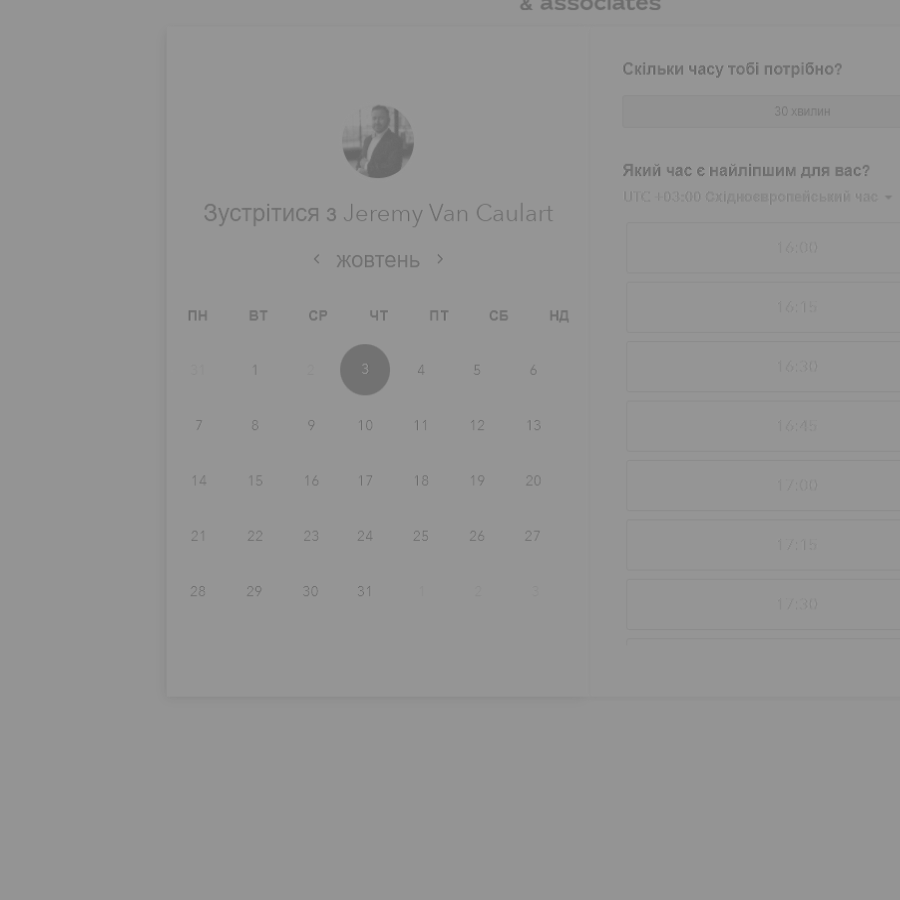 & associates
Зустрітися з Jeremy Van Caulart
жовтень
ПН ВТ СР ЧТ ПТ СБ НД
31 1 2 3 4 5 6
7 8 9 10 11 12 13
14 15 16 17 18 19 20
21 22 23 24 25 26 27
28 29 30 31 1 2 3
Скільки часу тобі потрібно?
30 хвилин
Який час є найліпшим для вас?
UTC +03:00 Східноєвропейський час
16:00
16:15
16:30
16:45
17:00
17:15
17:30